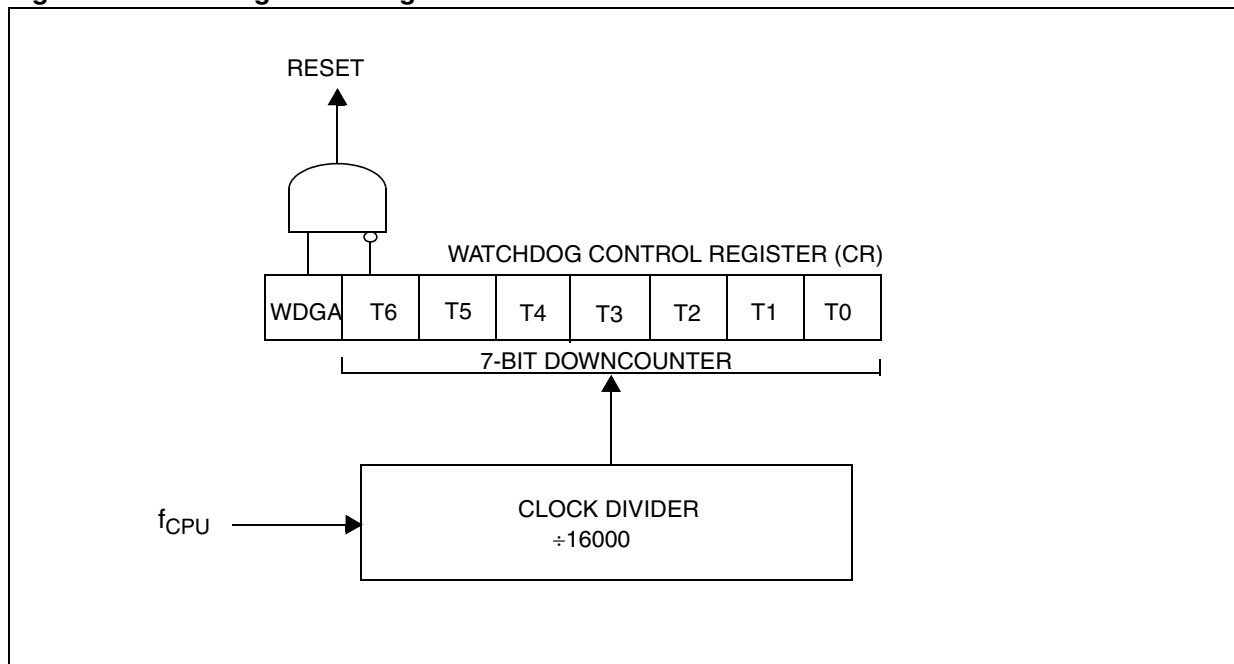 RESET
WATCHDOG CONTROL REGISTER (CR)
WDGA T6 T5 T4 T3 T2 T1 T0
7-BIT DOWNCOUNTER
fCPU
CLOCK DIVIDER
÷16000